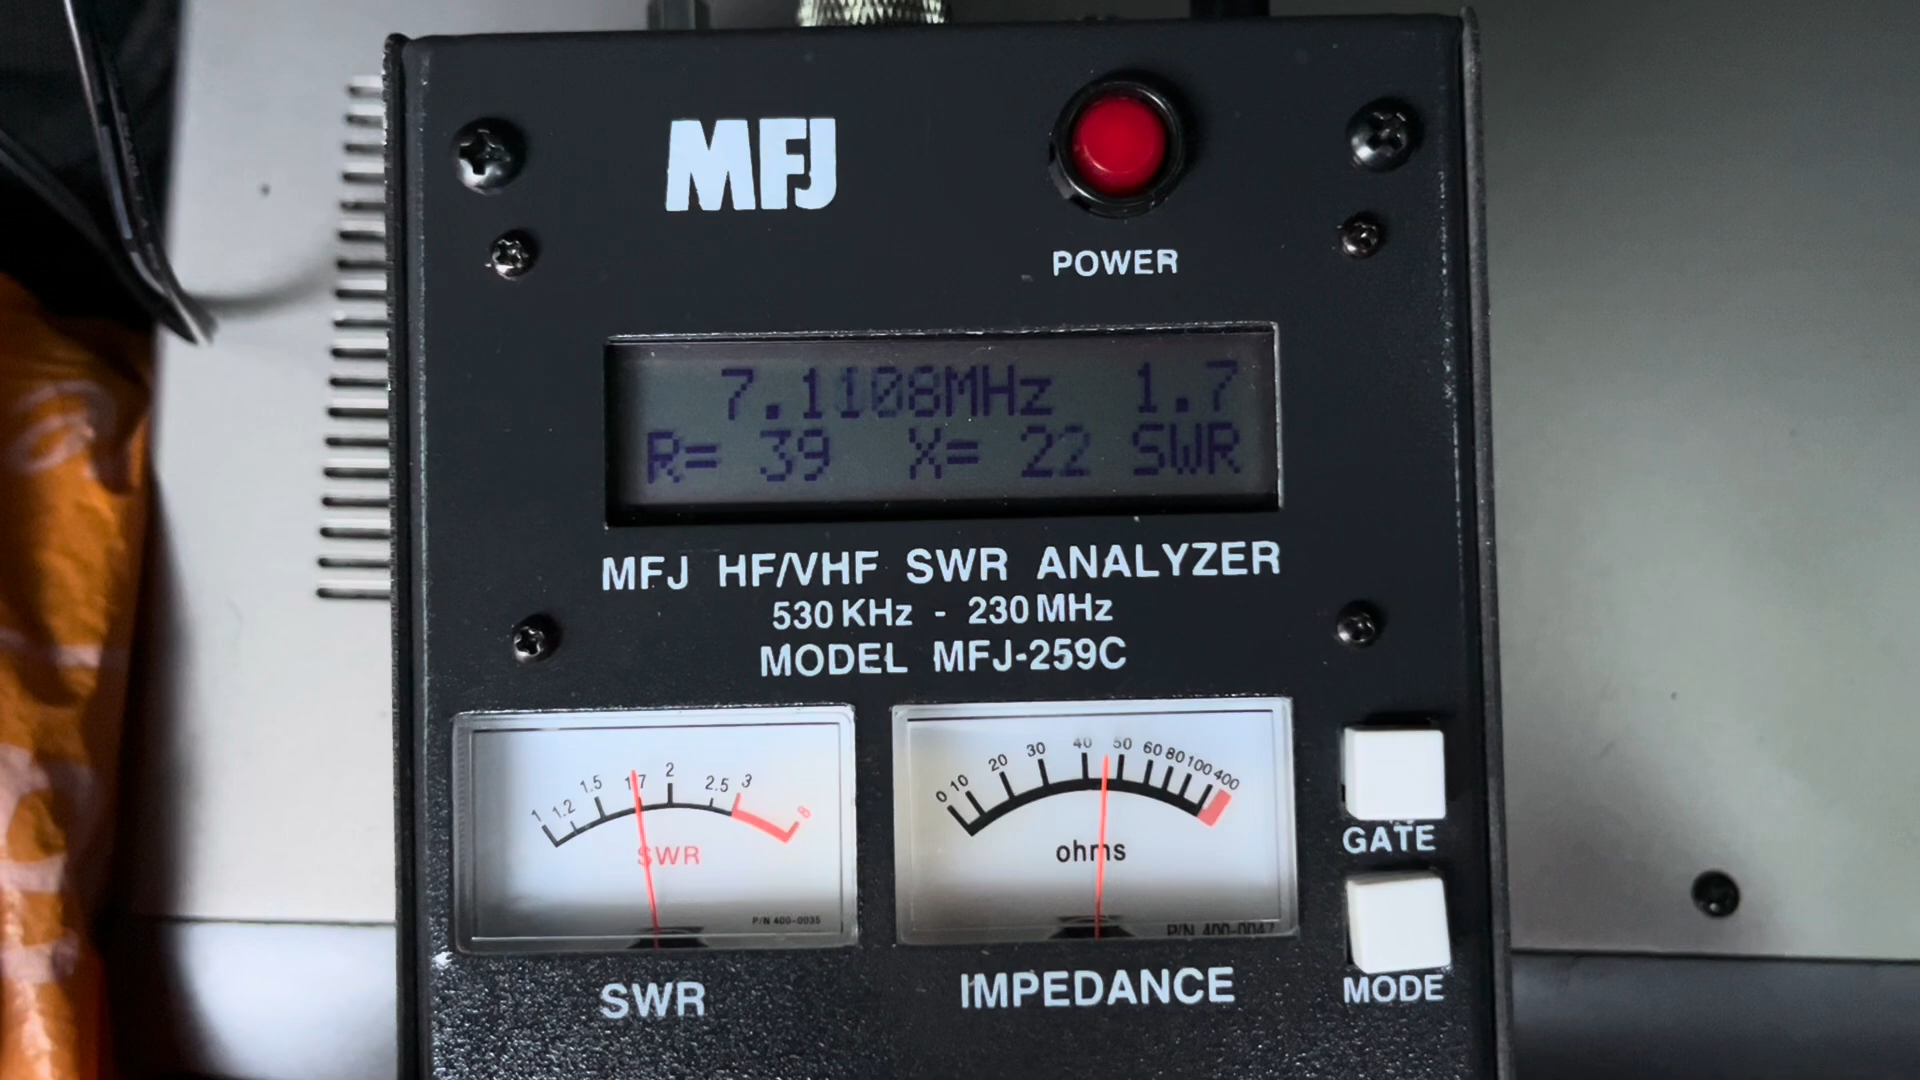 MFJ
POWER
7.1108MHz 1.7
R= 39 X= 22 SWR
MFJ HF/VHF SWR ANALYZER
530 KHz - 230 MHz
MODEL MFJ-259C
1 1.2 1.5 1.7 2 2.5 3 8
SWR
P/N 400-0035
0 10 20 30 40 50 60 80 100 400
ohms
P/N 400-0047
GATE
MODE
SWR
IMPEDANCE